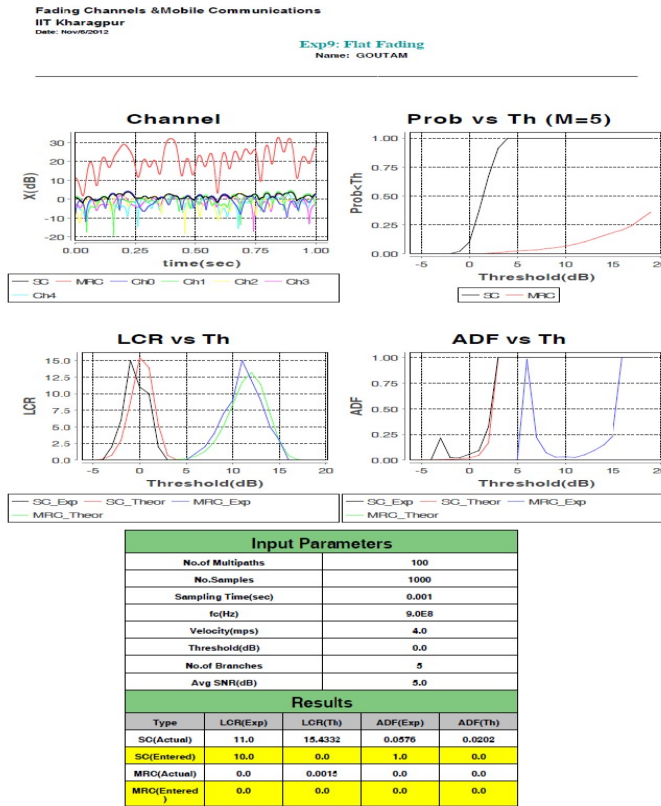 Fading Channels &Mobile Communications
IIT Kharagpur
Date: Nov/6/2012
Exp9: Flat Fading
Name: GOUTAM
Channel
X(dB)
30
20
10
0
-10
-20
0.00 0.25 0.50 0.75 1.00
time(sec)
SC MRC Ch0 Ch1 Ch2 Ch3
Ch4
Prob vs Th (M=5)
Prob<Th
1.00
0.75
0.50
0.25
0.00
-5 0 5 10 15 20
Threshold(dB)
SC MRC
LCR vs Th
LCR
15.0
12.5
10.0
7.5
5.0
2.5
0.0
-5 0 5 10 15 20
Threshold(dB)
SC_Exp SC_Theor MRC_Exp
MRC_Theor
ADF vs Th
ADF
1.00
0.75
0.50
0.25
0.00
-5 0 5 10 15 20
Threshold(dB)
SC_Exp SC_Theor MRC_Exp
MRC_Theor
Input Parameters
No.of Multipaths 100
No.Samples 1000
Sampling Time(sec) 0.001
fc(Hz) 9.0E8
Velocity(mps) 4.0
Threshold(dB) 0.0
No.of Branches 5
Avg SNR(dB) 5.0
Results
Type LCR(Exp) LCR(Th) ADF(Exp) ADF(Th)
SC(Actual) 11.0 15.4332 0.0576 0.0202
SC(Entered) 10.0 0.0 1.0 0.0
MRC(Actual) 0.0 0.0015 0.0 0.0
MRC(Entered
) 0.0 0.0 0.0 0.0